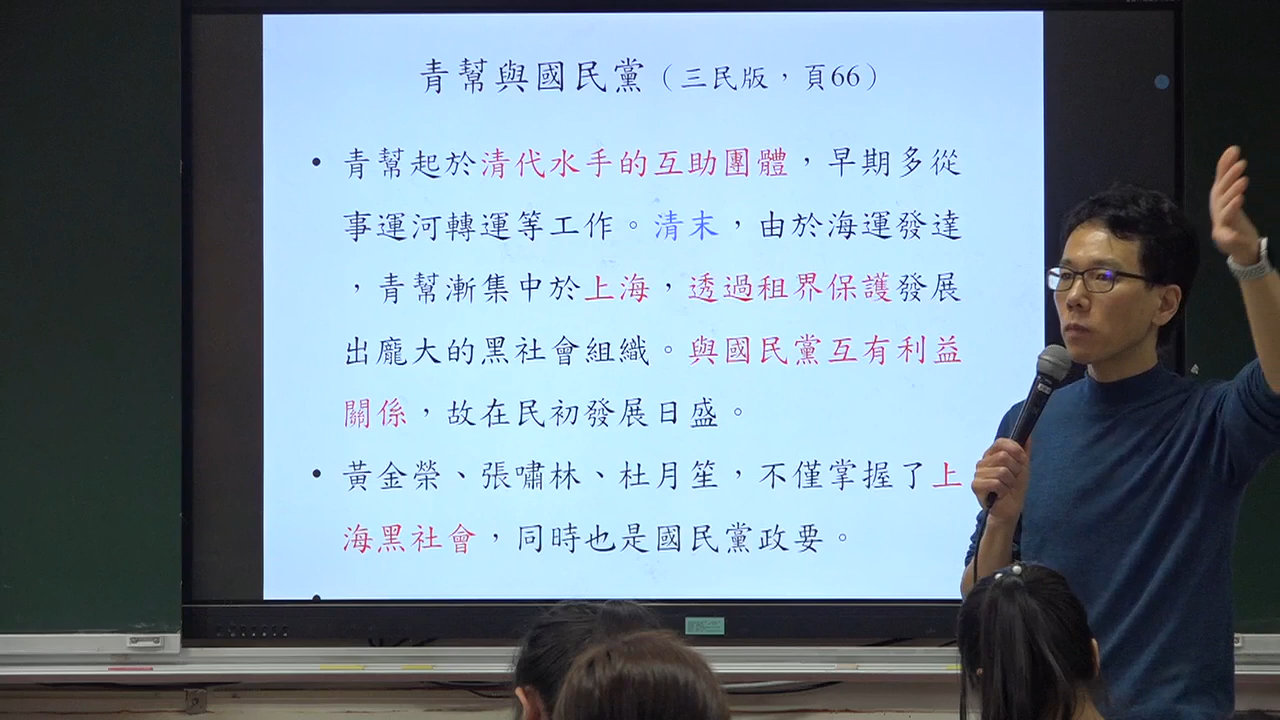 青幫與國民黨（三民版，頁66）
• 青幫起於清代水手的互助團體，早期多從
事運河轉運等工作。清末，由於海運發達
，青幫漸集中於上海，透過租界保護發展
出龐大的黑社會組織。與國民黨互有利益
關係，故在民初發展日盛。
• 黃金榮、張嘯林、杜月笙，不僅掌握了上
海黑社會，同時也是國民黨政要。